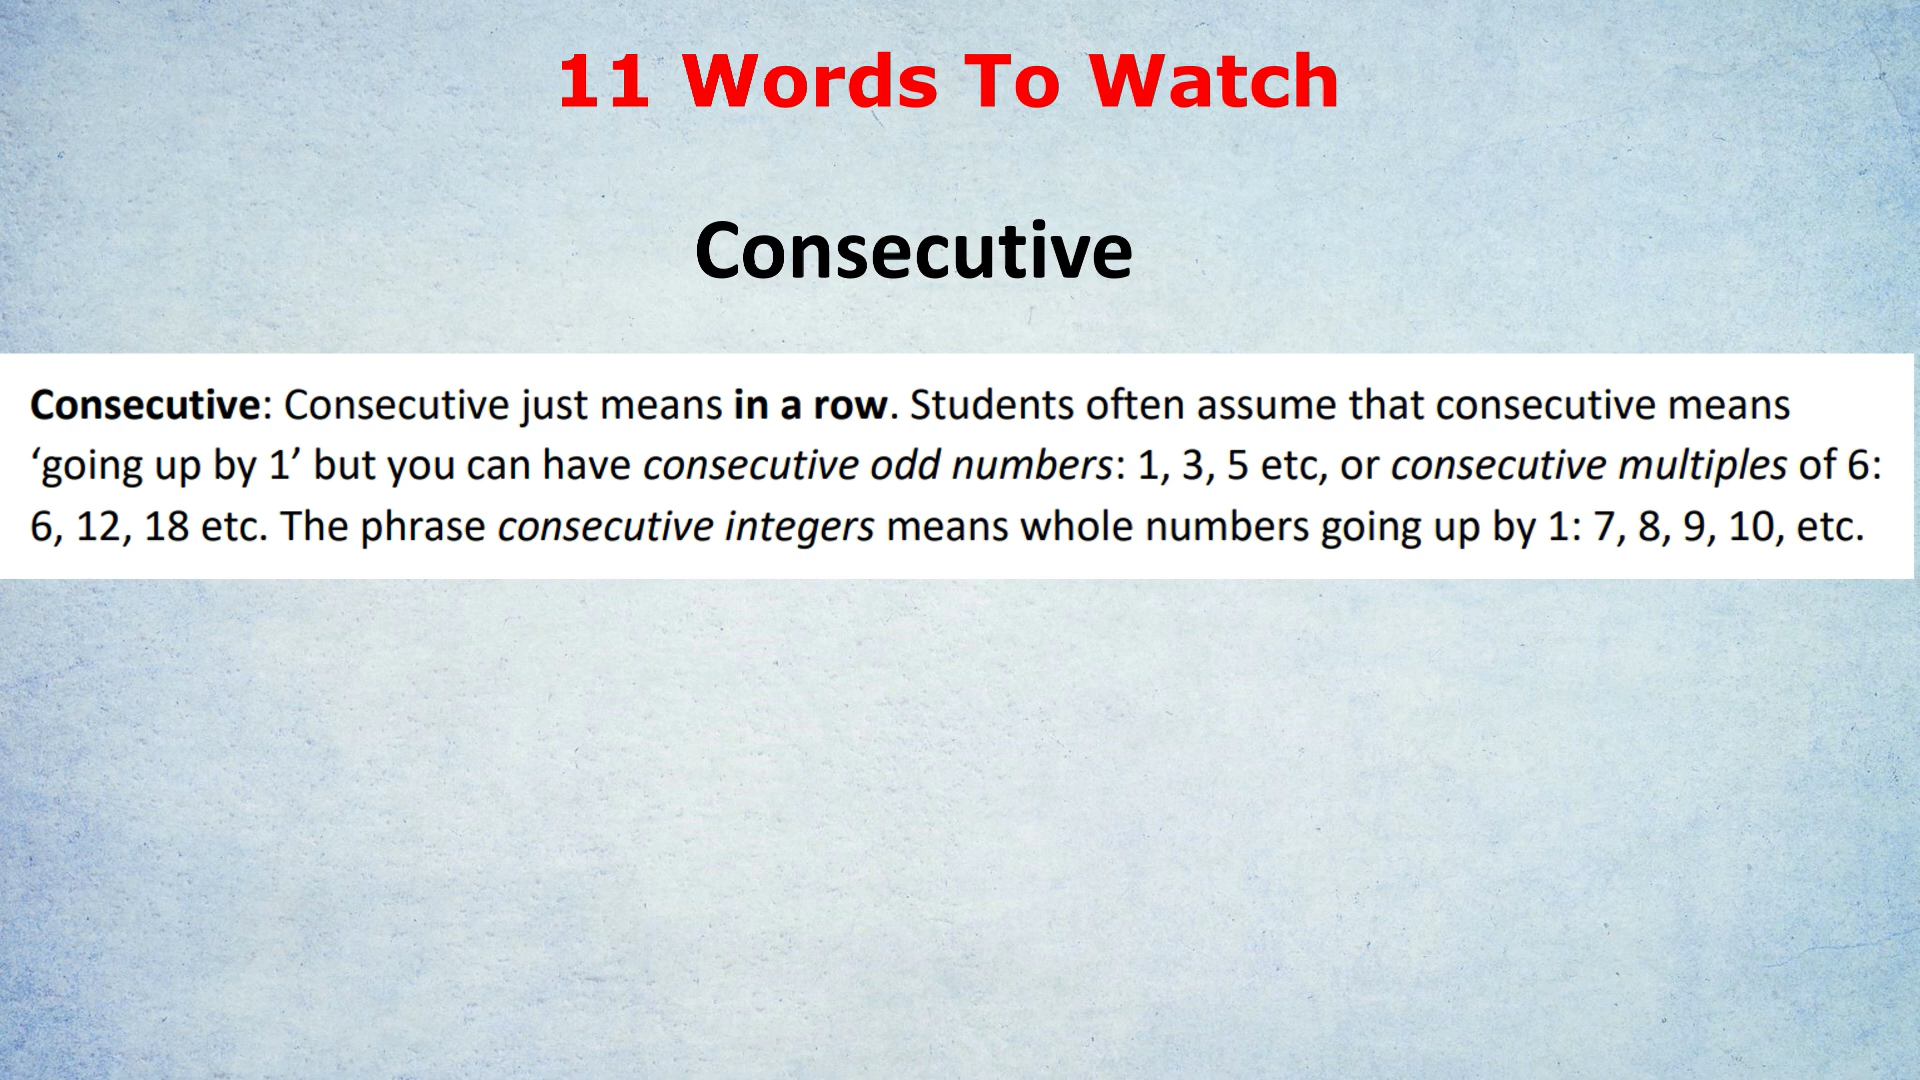 11 Words To Watch
Consecutive
Consecutive: Consecutive just means in a row. Students often assume that consecutive means
‘going up by 1’ but you can have consecutive odd numbers: 1, 3, 5 etc, or consecutive multiples of 6:
6, 12, 18 etc. The phrase consecutive integers means whole numbers going up by 1: 7, 8, 9, 10, etc.